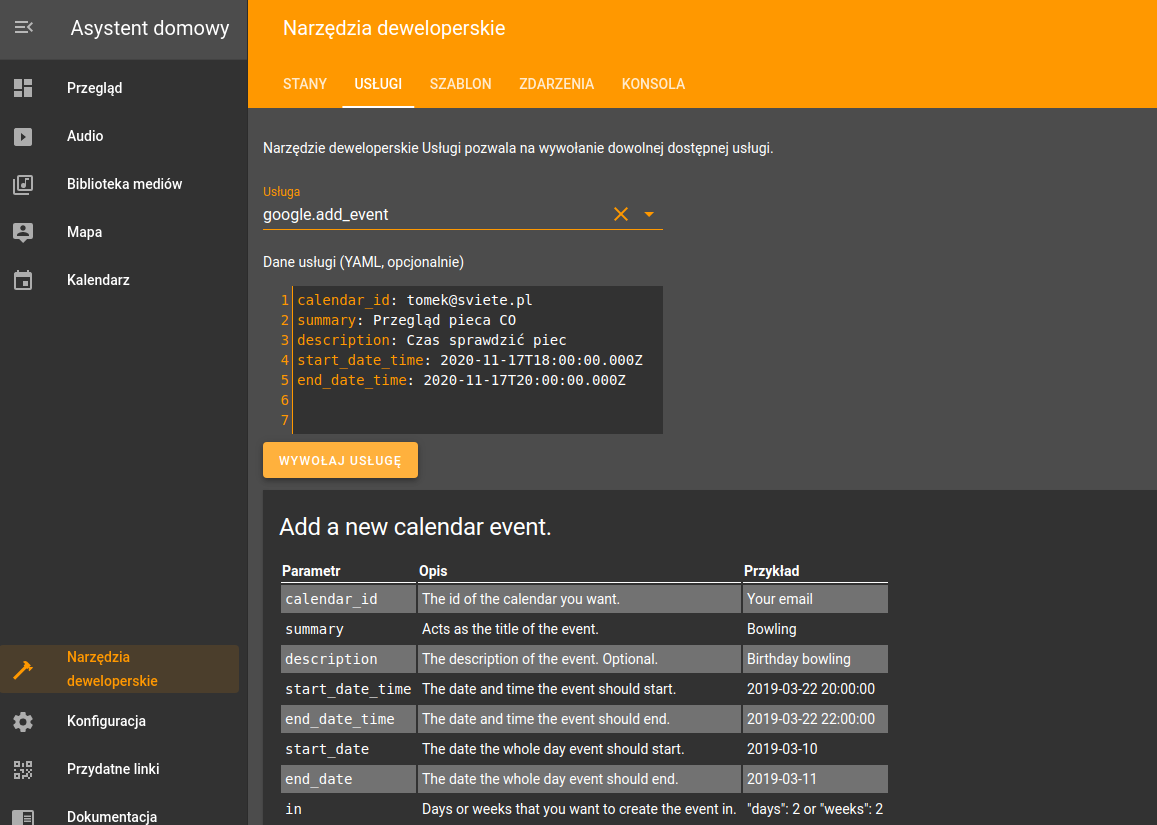 Asystent domowy
Przegląd
Audio
Biblioteka mediów
Mapa
Kalendarz
Narzędzia
deweloperskie
Konfiguracja
Przydatne linki
Dokumentacja
Narzędzia deweloperskie
STANY USŁUGI SZABLON ZDARZENIA KONSOLA
Narzędzie deweloperskie Usługi pozwala na wywołanie dowolnej dostępnej usługi.
Usługa
google.add_event
Dane usługi (YAML, opcjonalnie)
1 calendar_id: tomek@sviete.pl
2 summary: Przegląd pieca CO
3 description: Czas sprawdzić piec
4 start_date_time: 2020-11-17T18:00:00.000Z
5 end_date_time: 2020-11-17T20:00:00.000Z
6
7
WYWOŁAJ USŁUGĘ
Add a new calendar event.
Parametr Opis Przykład
calendar_id The id of the calendar you want. Your email
summary Acts as the title of the event. Bowling
description The description of the event. Optional. Birthday bowling
start_date_time The date and time the event should start. 2019-03-22 20:00:00
end_date_time The date and time the event should end. 2019-03-22 22:00:00
start_date The date the whole day event should start. 2019-03-10
end_date The date the whole day event should end. 2019-03-11
in Days or weeks that you want to create the event in. "days": 2 or "weeks": 2